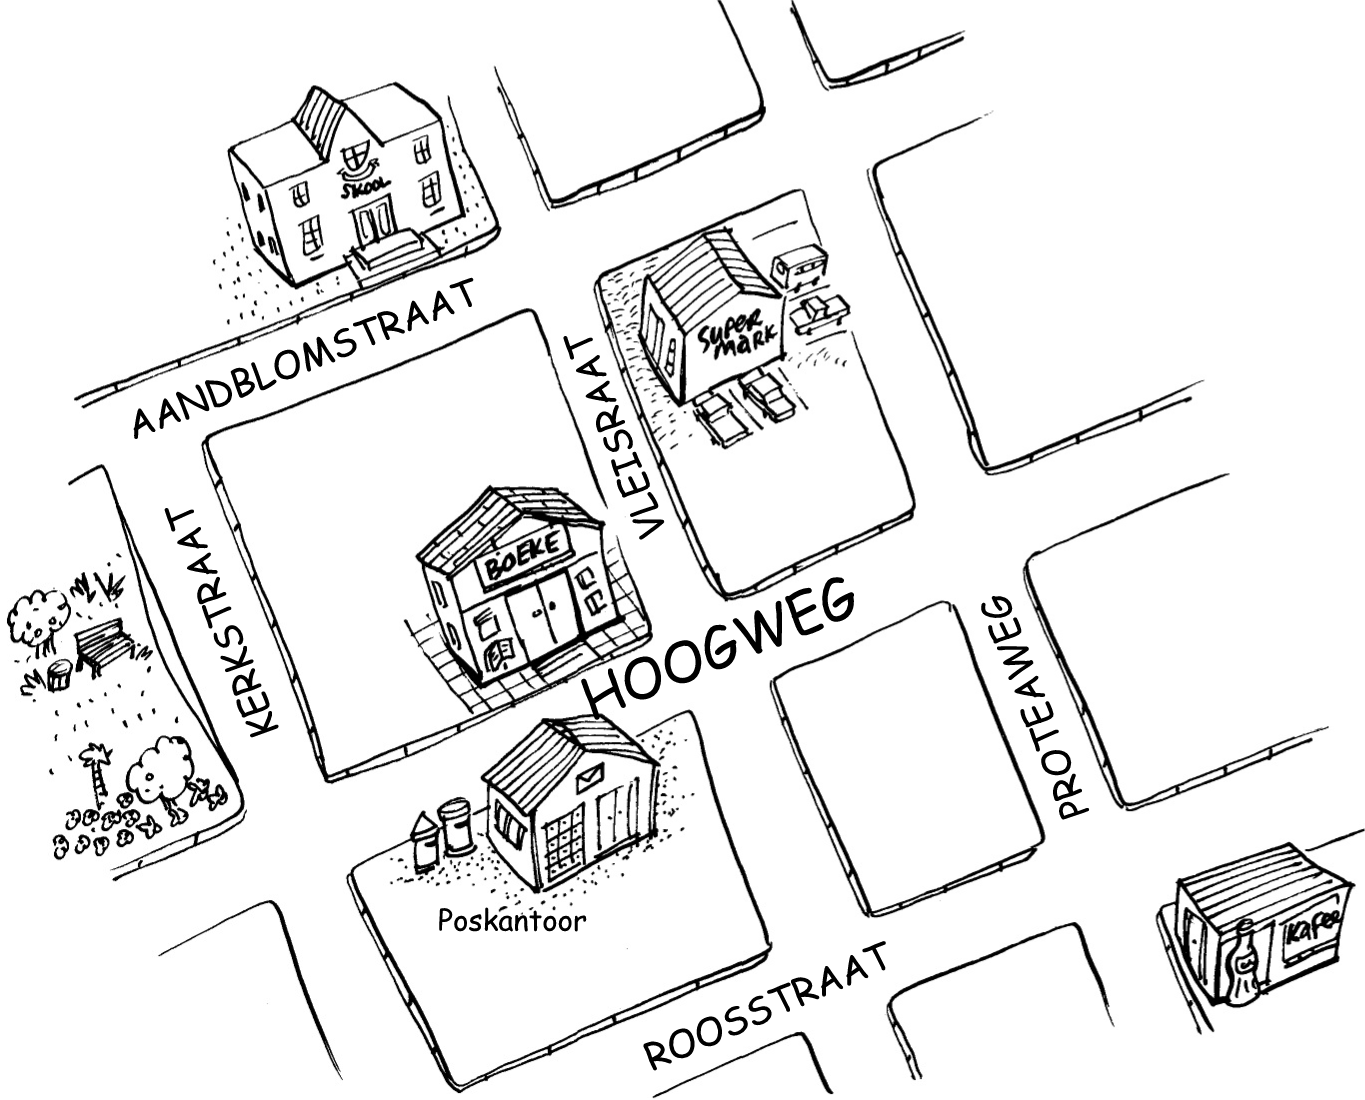 SKOOL
AANDBLOMSTRAAT
SUPER
MARK
VLEISRAAT
KERKSTRAAT
BOEKE
HOOGWEG
PROTEAWEG
Poskantoor
Kafee
ROOSSTRAAT